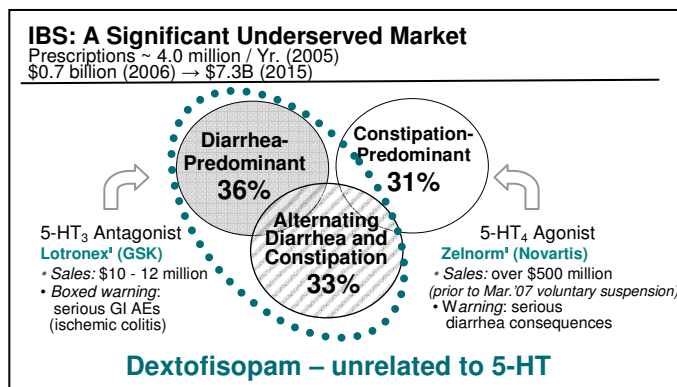 IBS: A Significant Underserved Market
Prescriptions ~ 4.0 million / Yr. (2005)
$0.7 billion (2006) → $7.3B (2015)
Diarrhea-
Predominant
36%
Constipation-
Predominant
31%
Alternating
Diarrhea and
Constipation
33%
5-HT₃ Antagonist
Lotronex® (GSK)
• Sales: $10 - 12 million
• Boxed warning:
serious GI AEs
(ischemic colitis)
5-HT₄ Agonist
Zelnorm® (Novartis)
• Sales: over $500 million
(prior to Mar.'07 voluntary suspension)
• Warning: serious
diarrhea consequences
Dextofisopam – unrelated to 5-HT